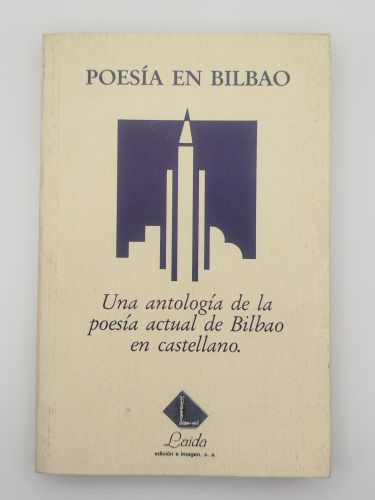 POESÍA EN BILBAO
Una antología de la
poesía actual de Bilbao
en castellano.
Laida
edición e imagen, s. a.